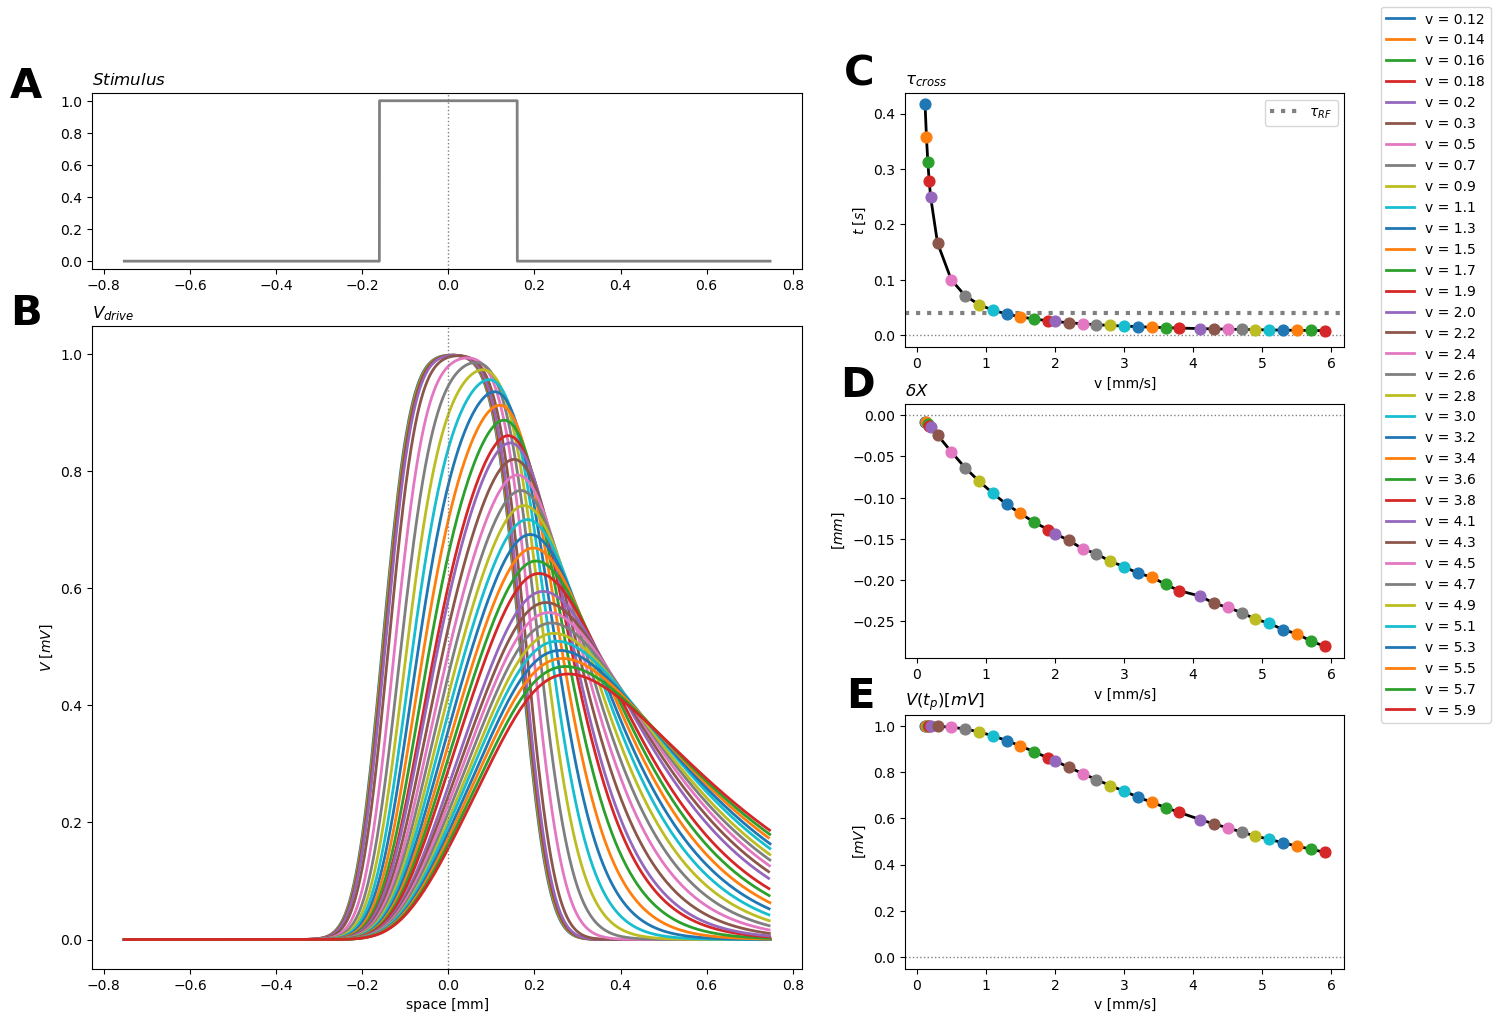 A
Stimulus
1.0
0.8
0.6
0.4
0.2
0.0
−0.8 −0.6 −0.4 −0.2 0.0 0.2 0.4 0.6 0.8
B
V_drive
V [mV]
1.0
0.8
0.6
0.4
0.2
0.0
−0.8 −0.6 −0.4 −0.2 0.0 0.2 0.4 0.6 0.8
space [mm]
C
τ_cross
t [s]
0.4
0.3
0.2
0.1
0.0
τ_RF
0 1 2 3 4 5 6
v [mm/s]
D
δX
[mm]
0.00
−0.05
−0.10
−0.15
−0.20
−0.25
0 1 2 3 4 5 6
v [mm/s]
E
V(t_p)[mV]
[mV]
1.0
0.8
0.6
0.4
0.2
0.0
0 1 2 3 4 5 6
v [mm/s]
v = 0.12
v = 0.14
v = 0.16
v = 0.18
v = 0.2
v = 0.3
v = 0.5
v = 0.7
v = 0.9
v = 1.1
v = 1.3
v = 1.5
v = 1.7
v = 1.9
v = 2.0
v = 2.2
v = 2.4
v = 2.6
v = 2.8
v = 3.0
v = 3.2
v = 3.4
v = 3.6
v = 3.8
v = 4.1
v = 4.3
v = 4.5
v = 4.7
v = 4.9
v = 5.1
v = 5.3
v = 5.5
v = 5.7
v = 5.9